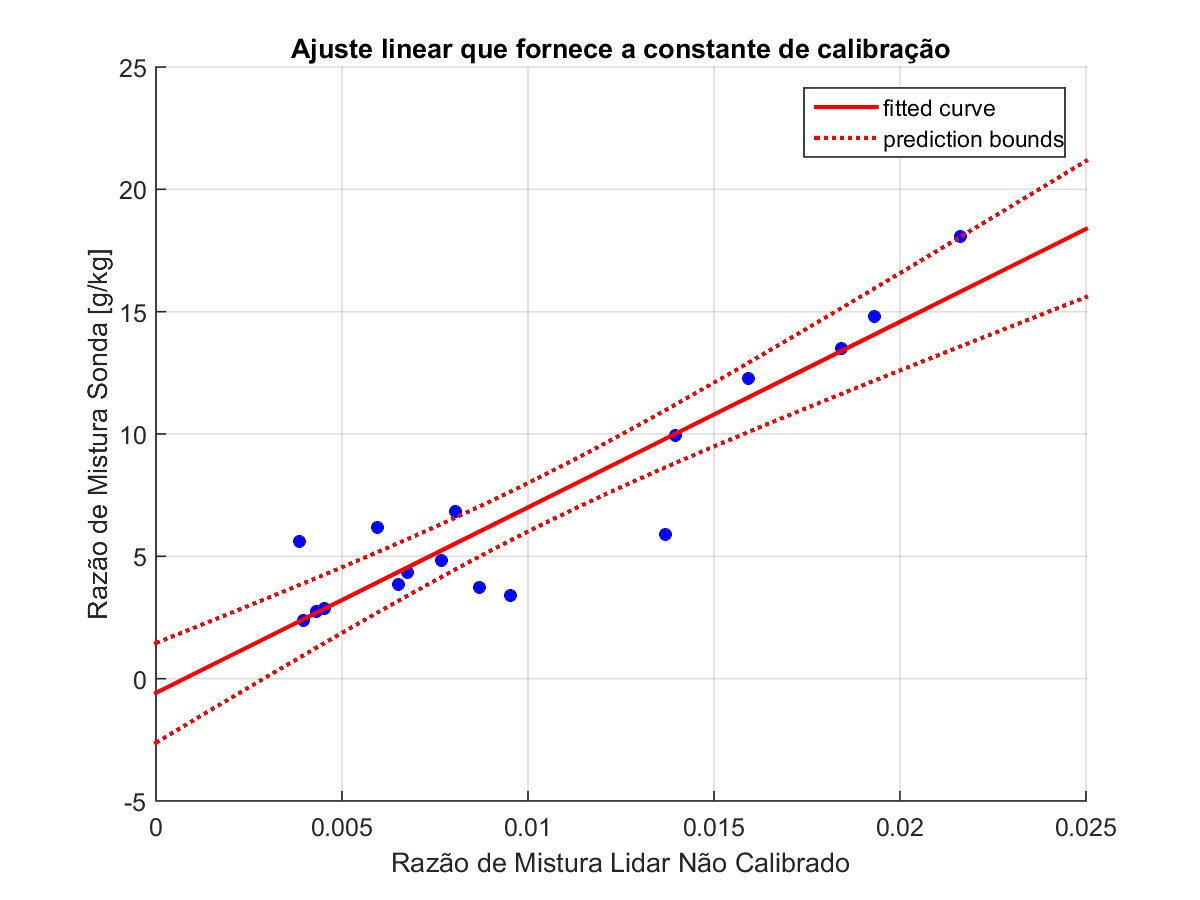 Ajuste linear que fornece a constante de calibração
25
20
15
10
5
0
-5
fitted curve
prediction bounds
Razão de Mistura Sonda [g/kg]
0 0.005 0.01 0.015 0.02 0.025
Razão de Mistura Lidar Não Calibrado